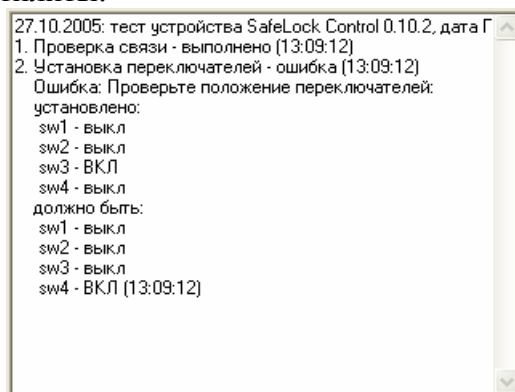 27.10.2005: тест устройства SafeLock Control 0.10.2, дата
1. Проверка связи - выполнено (13:09:12)
2. Установка переключателей - ошибка (13:09:12)
Ошибка: Проверьте положение переключателей:
установлено:
sw1 - выкл
sw2 - выкл
sw3 - ВКЛ
sw4 - выкл
должно быть:
sw1 - выкл
sw2 - выкл
sw3 - выкл
sw4 - ВКЛ (13:09:12)